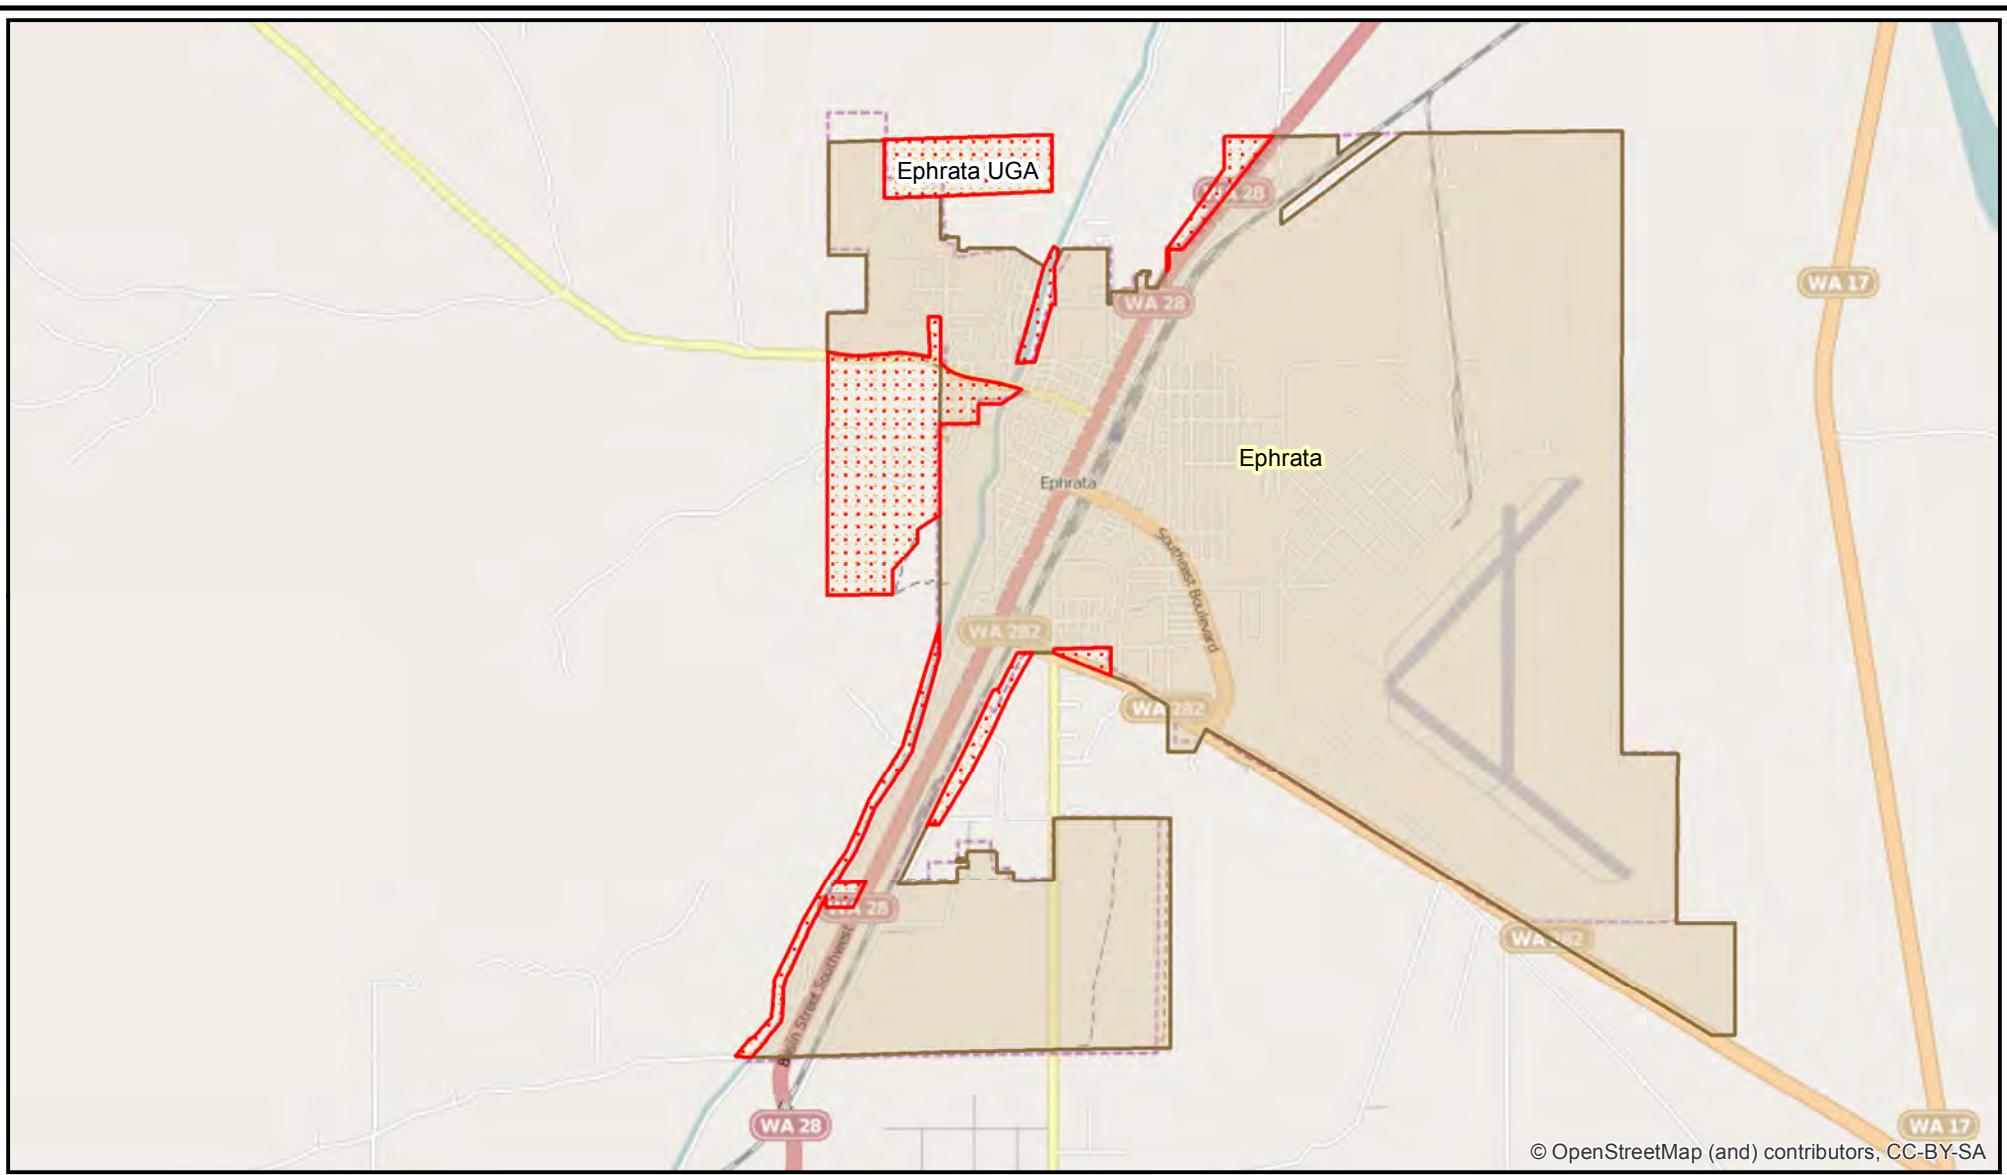 Ephrata UGA
WA 28
WA 17
WA 28
Ephrata
Ephrata
Southeast Boulevard
WA 282
WA 282
WA 28
WA 282
Basin Street Southwest
WA 28
WA 17
© OpenStreetMap (and) contributors, CC-BY-SA